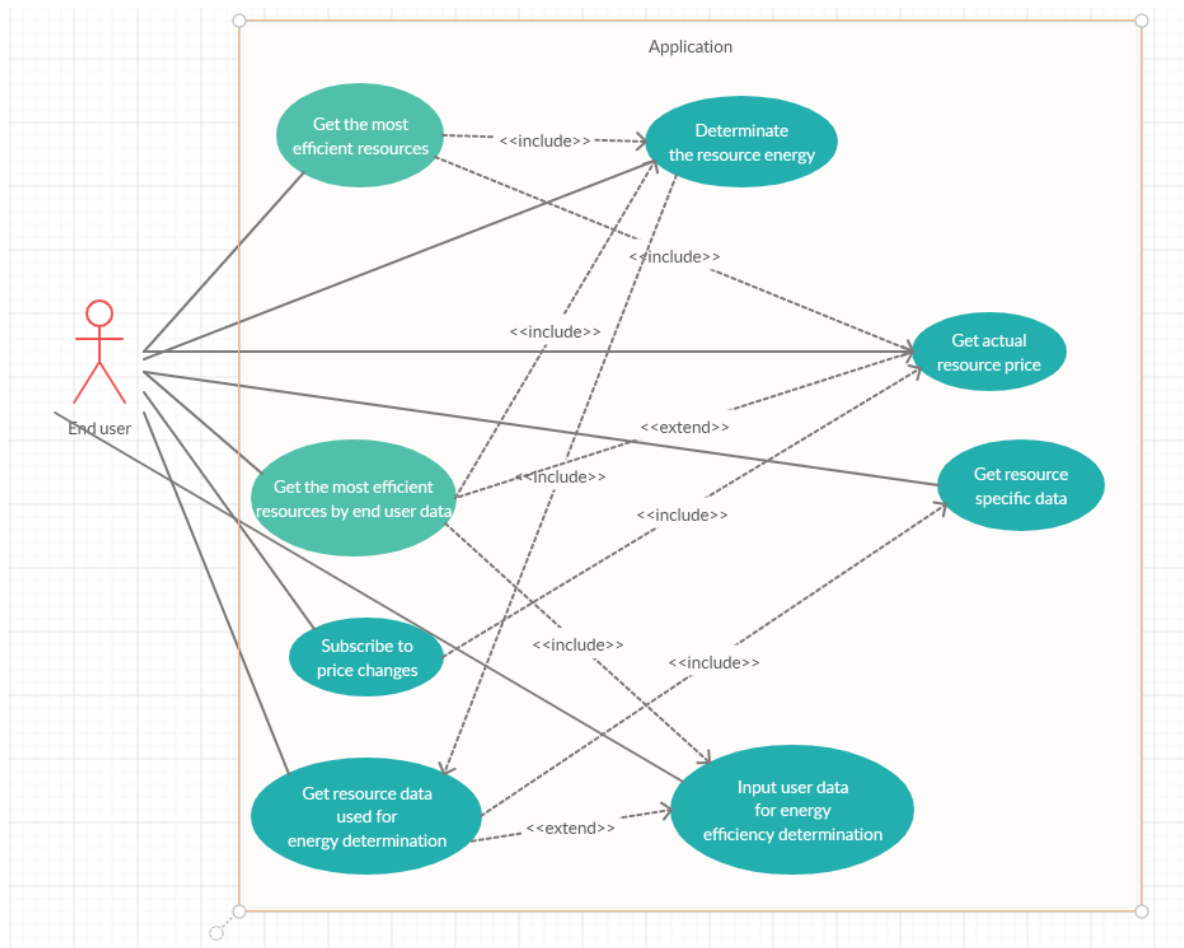 Application
Get the most
efficient resources
<<include>>
Determinate
the resource energy
<<include>>
<<include>>
Get actual
resource price
End user
<<extend>>
Get the most efficient
resources by end user data
<<include>>
Get resource
specific data
<<include>>
Subscribe to
price changes
<<include>>
<<include>>
Get resource data
used for
energy determination
<<extend>>
Input user data
for energy
efficiency determination